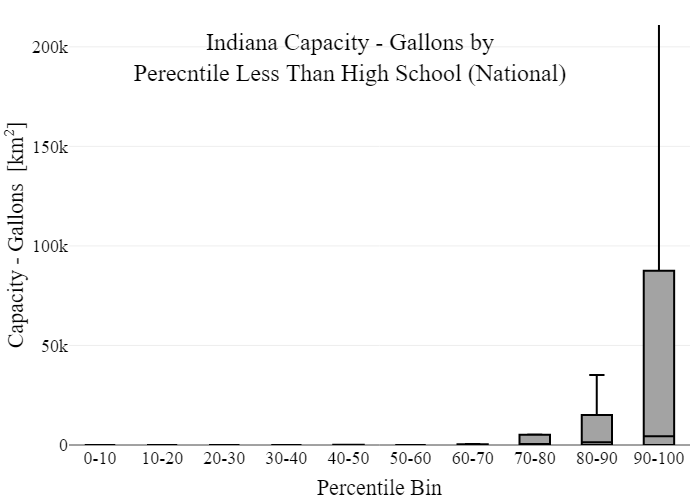 Indiana Capacity - Gallons by
Perecntile Less Than High School (National)
Capacity - Gallons [km²]
200k
150k
100k
50k
0
0-10 10-20 20-30 30-40 40-50 50-60 60-70 70-80 80-90 90-100
Percentile Bin